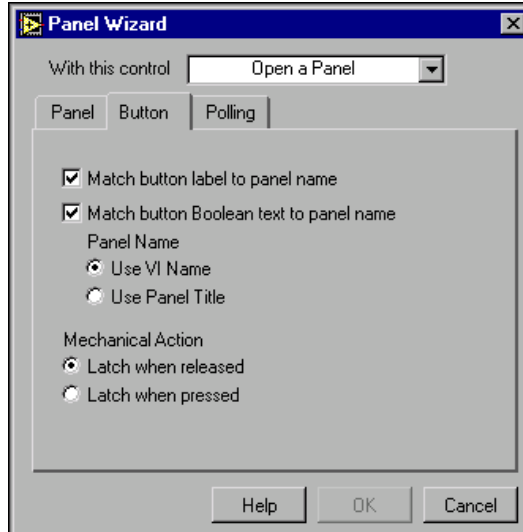 Panel Wizard
With this control Open a Panel
Panel Button Polling
Match button label to panel name
Match button Boolean text to panel name
Panel Name
Use VI Name
Use Panel Title
Mechanical Action
Latch when released
Latch when pressed
Help OK Cancel